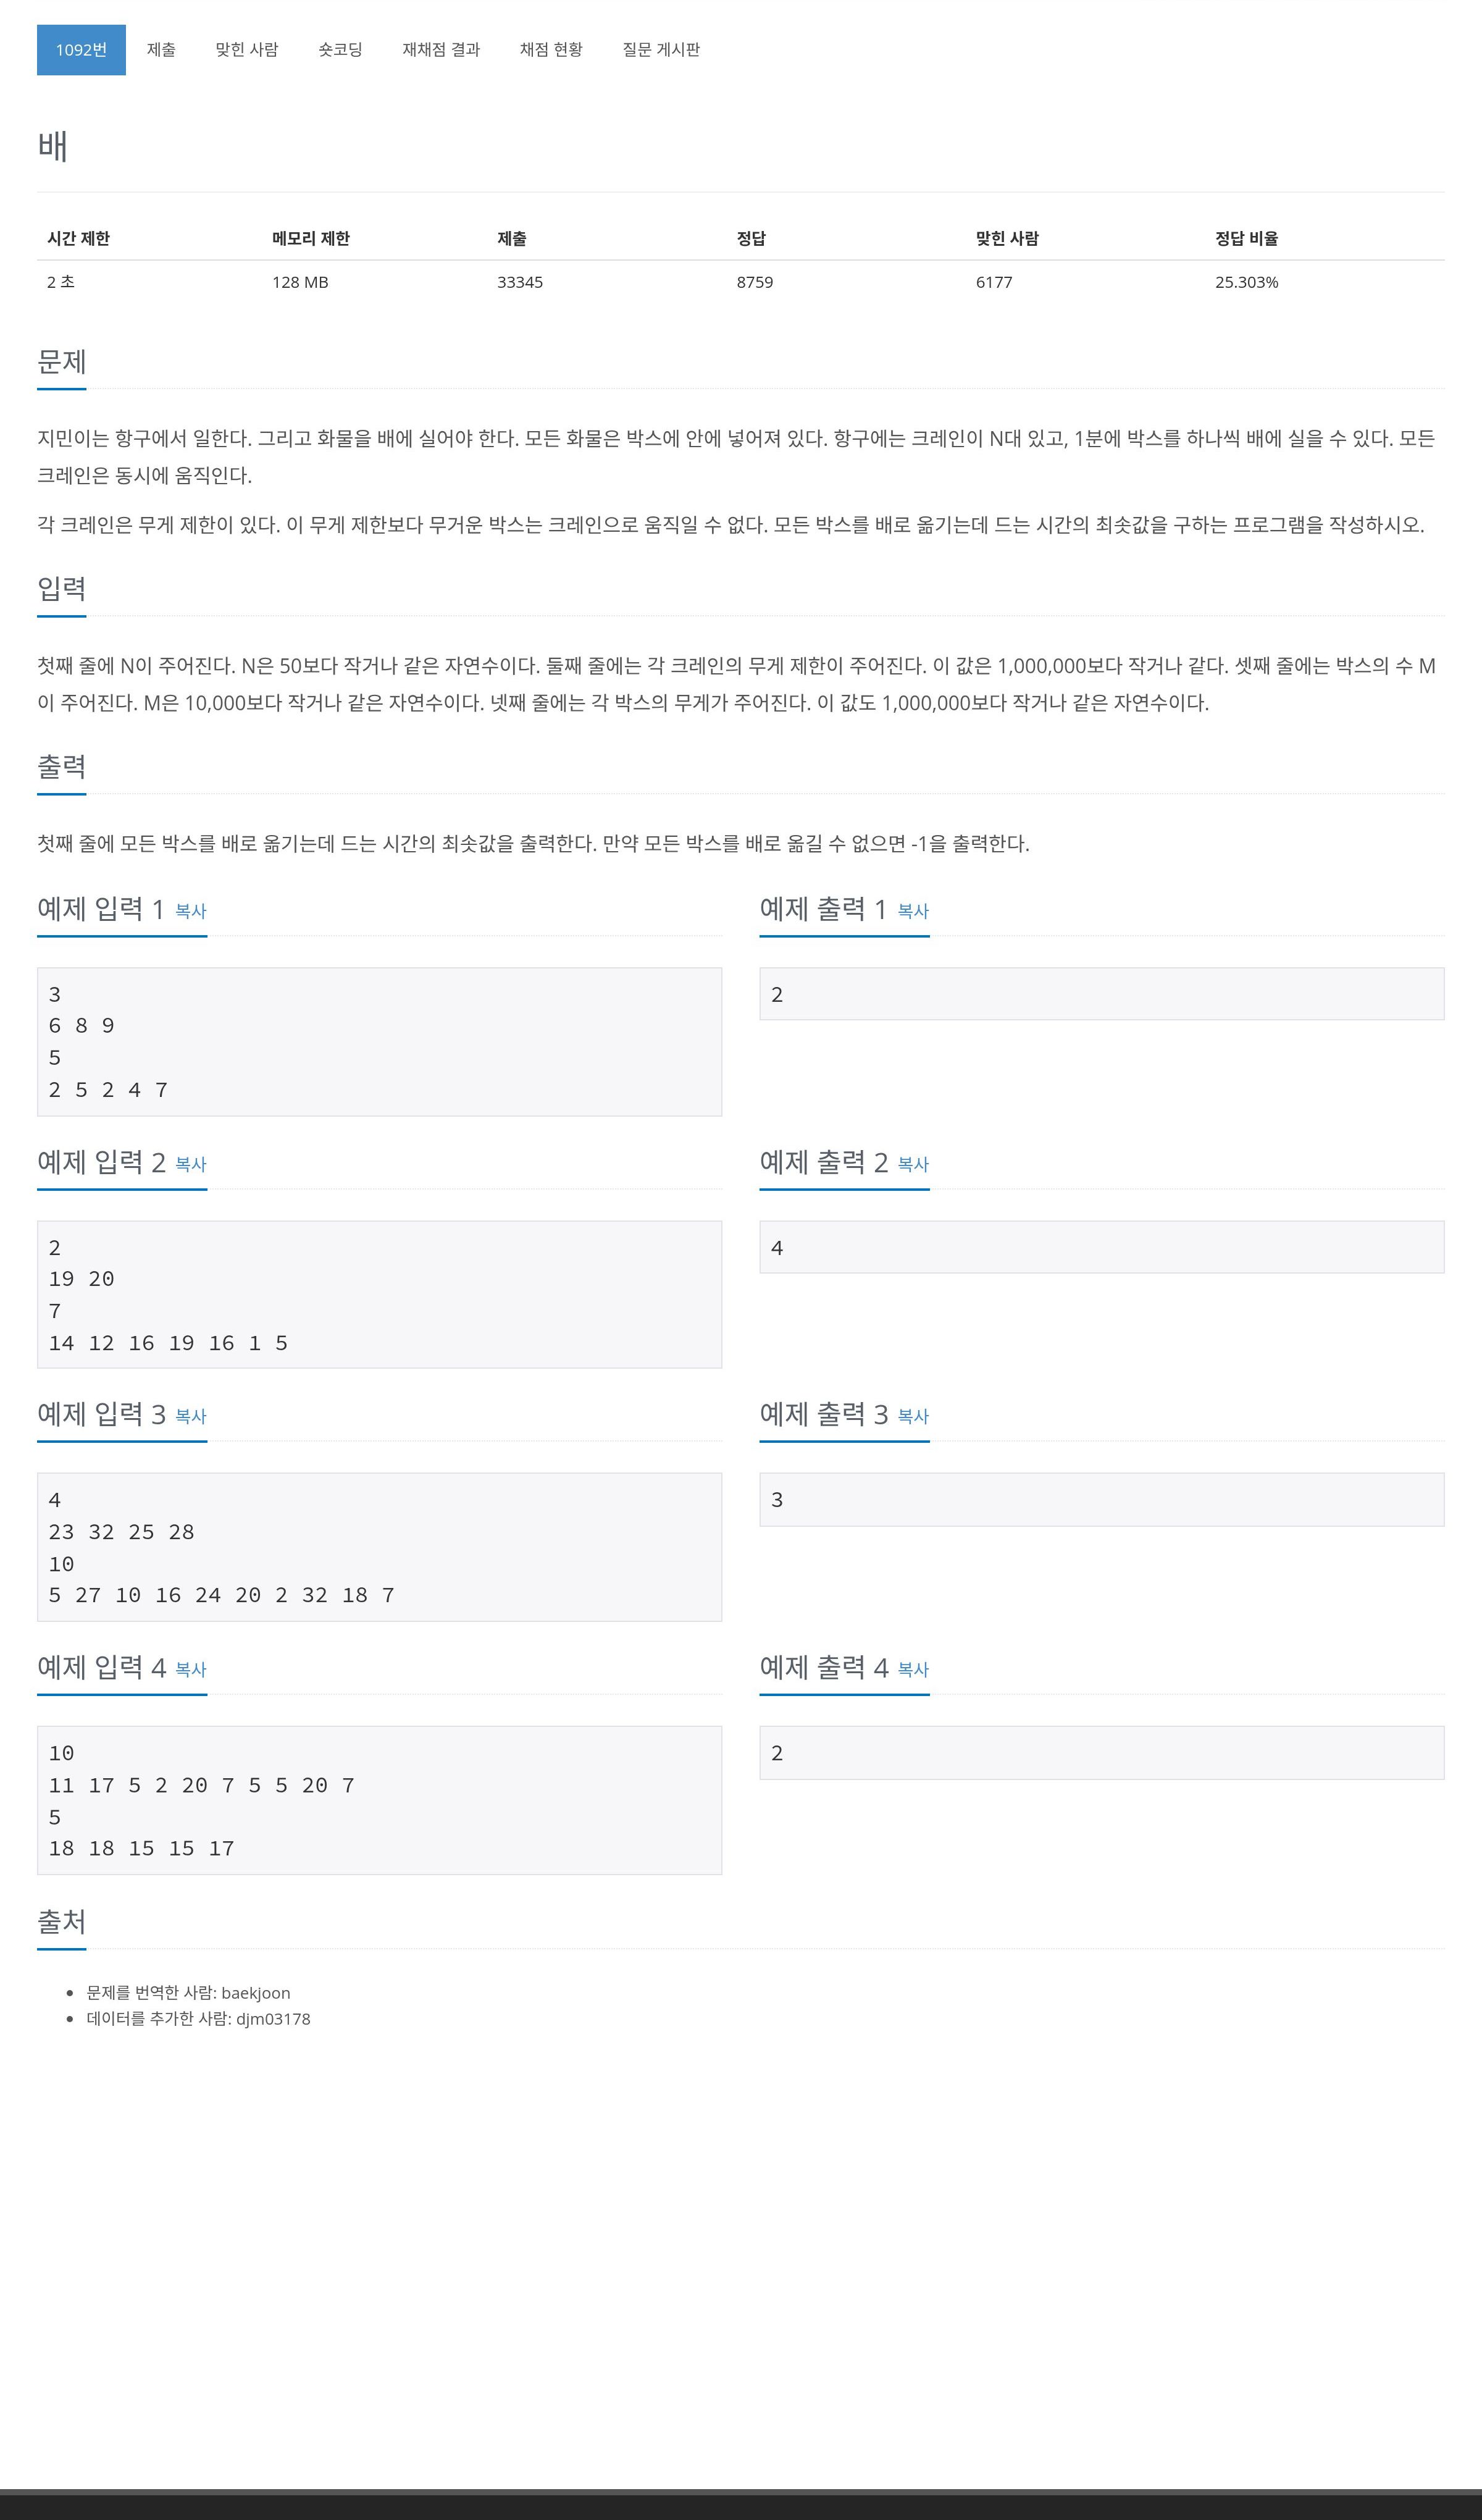 1092번 제출 맞힌 사람 숏코딩 재채점 결과 채점 현황 질문 게시판
배
시간 제한 메모리 제한 제출 정답 맞힌 사람 정답 비율
2 초 128 MB 33345 8759 6177 25.303%
문제
지민이는 항구에서 일한다. 그리고 화물을 배에 실어야 한다. 모든 화물은 박스에 안에 넣어져 있다. 항구에는 크레인이 N대 있고, 1분에 박스를 하나씩 배에 실을 수 있다. 모든
크레인은 동시에 움직인다.
각 크레인은 무게 제한이 있다. 이 무게 제한보다 무거운 박스는 크레인으로 움직일 수 없다. 모든 박스를 배로 옮기는데 드는 시간의 최솟값을 구하는 프로그램을 작성하시오.
입력
첫째 줄에 N이 주어진다. N은 50보다 작거나 같은 자연수이다. 둘째 줄에는 각 크레인의 무게 제한이 주어진다. 이 값은 1,000,000보다 작거나 같다. 셋째 줄에는 박스의 수 M
이 주어진다. M은 10,000보다 작거나 같은 자연수이다. 넷째 줄에는 각 박스의 무게가 주어진다. 이 값도 1,000,000보다 작거나 같은 자연수이다.
출력
첫째 줄에 모든 박스를 배로 옮기는데 드는 시간의 최솟값을 출력한다. 만약 모든 박스를 배로 옮길 수 없으면 -1을 출력한다.
예제 입력 1 복사
3
6 8 9
5
2 5 2 4 7
예제 출력 1 복사
2
예제 입력 2 복사
2
19 20
7
14 12 16 19 16 1 5
예제 출력 2 복사
4
예제 입력 3 복사
4
23 32 25 28
10
5 27 10 16 24 20 2 32 18 7
예제 출력 3 복사
3
예제 입력 4 복사
10
11 17 5 2 20 7 5 5 20 7
5
18 18 15 15 17
예제 출력 4 복사
2
출처
문제를 번역한 사람: baekjoon
데이터를 추가한 사람: djm03178